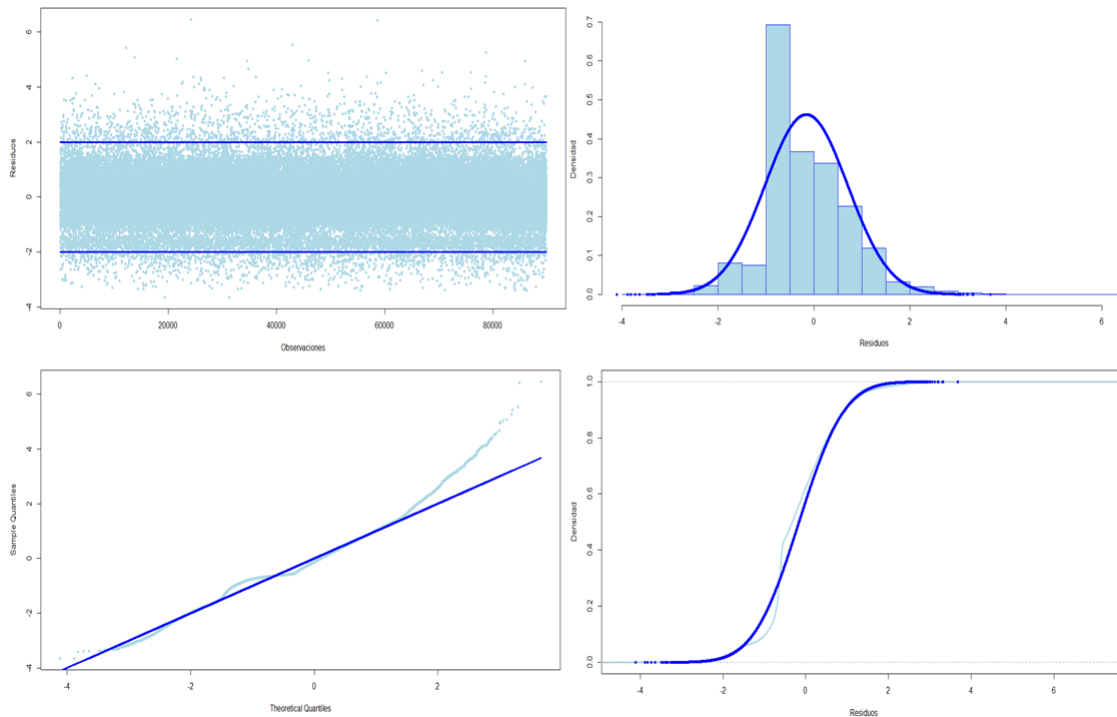 Residuos
6
4
2
0
-2
-4
0 20000 40000 60000 80000
Observaciones
Densidad
0.7
0.6
0.5
0.4
0.3
0.2
0.1
0.0
-4 -2 0 2 4 6
Residuos
Sample Quantiles
6
4
2
0
-2
-4
-4 -2 0 2
Theoretical Quantiles
Densidad
1.0
0.8
0.6
0.4
0.2
0.0
-4 -2 0 2 4 6
Residuos